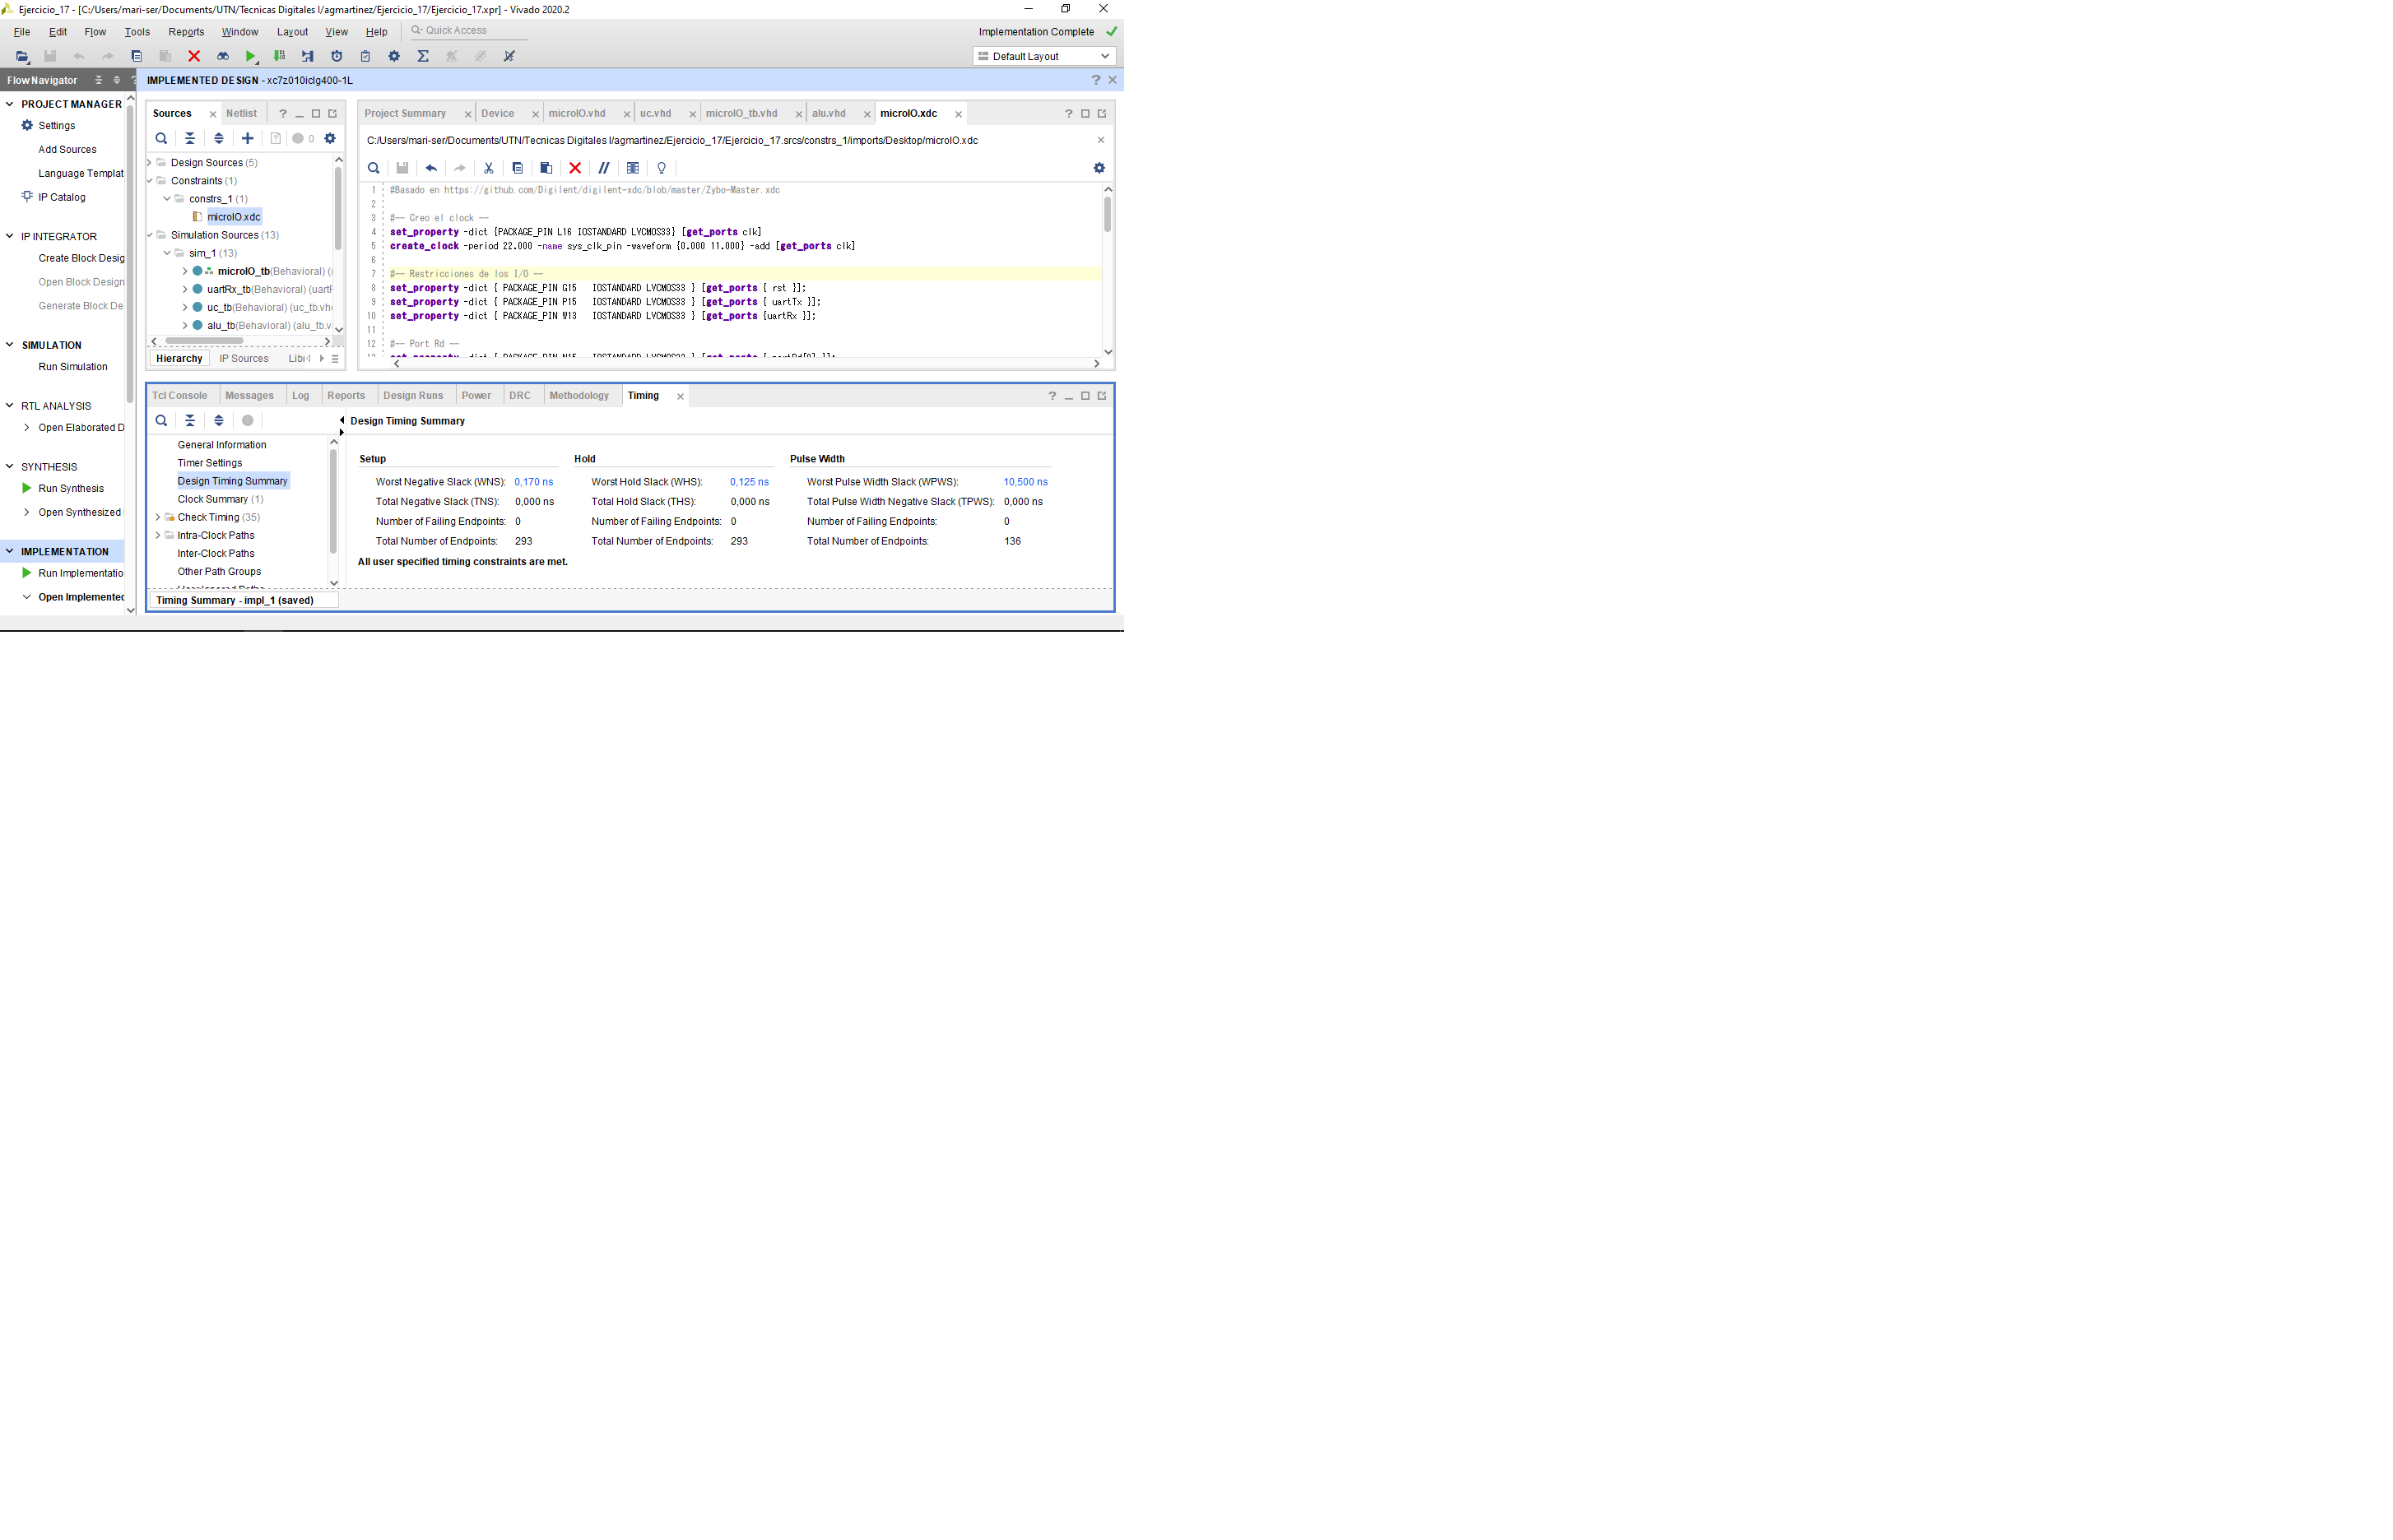 Ejercicio_17 - [C:/Users/mari-ser/Documents/UTN/Tecnicas Digitales I/agmartinez/Ejercicio_17/Ejercicio_17.xpr] - Vivado 2020.2
File Edit Flow Tools Reports Window Layout View Help Quick Access
Implementation Complete
Default Layout
Flow Navigator
IMPLEMENTED DESIGN - xc7z010iclg400-1L
PROJECT MANAGER
Settings
Add Sources
Language Templat
IP Catalog
IP INTEGRATOR
Create Block Desig
Open Block Design
Generate Block De
SIMULATION
Run Simulation
RTL ANALYSIS
Open Elaborated D
SYNTHESIS
Run Synthesis
Open Synthesized
IMPLEMENTATION
Run Implementatio
Open Implemented
Sources Netlist
0
Design Sources (5)
Constraints (1)
constrs_1 (1)
microIO.xdc
Simulation Sources (13)
sim_1 (13)
microIO_tb(Behavioral) (
uartRx_tb(Behavioral) (uartF
uc_tb(Behavioral) (uc_tb.vh
alu_tb(Behavioral) (alu_tb.v
Hierarchy IP Sources Libr
Project Summary Device microIO.vhd uc.vhd microIO_tb.vhd alu.vhd microIO.xdc
C:/Users/mari-ser/Documents/UTN/Tecnicas Digitales I/agmartinez/Ejercicio_17/Ejercicio_17.srcs/constrs_1/imports/Desktop/microIO.xdc
1 #Basado en https://github.com/Digilent/digilent-xdc/blob/master/Zybo-Master.xdc
2
3 #-- Creo el clock --
4 set_property -dict {PACKAGE_PIN L16 IOSTANDARD LVCMOS33} [get_ports clk]
5 create_clock -period 22.000 -name sys_clk_pin -waveform {0.000 11.000} -add [get_ports clk]
6
7 #-- Restricciones de los I/O --
8 set_property -dict { PACKAGE_PIN G15 IOSTANDARD LVCMOS33 } [get_ports { rst }];
9 set_property -dict { PACKAGE_PIN P15 IOSTANDARD LVCMOS33 } [get_ports { uartTx }];
10 set_property -dict { PACKAGE_PIN W13 IOSTANDARD LVCMOS33 } [get_ports {uartRx }];
11
12 #-- Port Rd --
Tcl Console Messages Log Reports Design Runs Power DRC Methodology Timing
General Information
Timer Settings
Design Timing Summary
Clock Summary (1)
Check Timing (35)
Intra-Clock Paths
Inter-Clock Paths
Other Path Groups
Design Timing Summary
Setup Hold Pulse Width
Worst Negative Slack (WNS): 0,170 ns Worst Hold Slack (WHS): 0,125 ns Worst Pulse Width Slack (WPWS): 10,500 ns
Total Negative Slack (TNS): 0,000 ns Total Hold Slack (THS): 0,000 ns Total Pulse Width Negative Slack (TPWS): 0,000 ns
Number of Failing Endpoints: 0 Number of Failing Endpoints: 0 Number of Failing Endpoints: 0
Total Number of Endpoints: 293 Total Number of Endpoints: 293 Total Number of Endpoints: 136
All user specified timing constraints are met.
Timing Summary - impl_1 (saved)